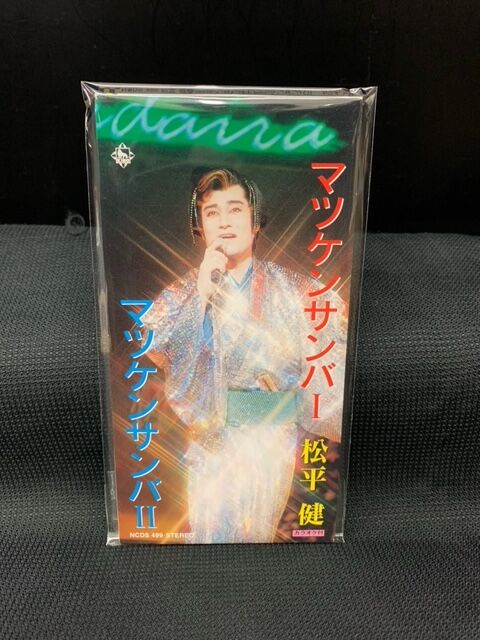 daira
マツケンサンバI
松平 健
カラオケ付
マツケンサンバII
NCDS 499・STEREO